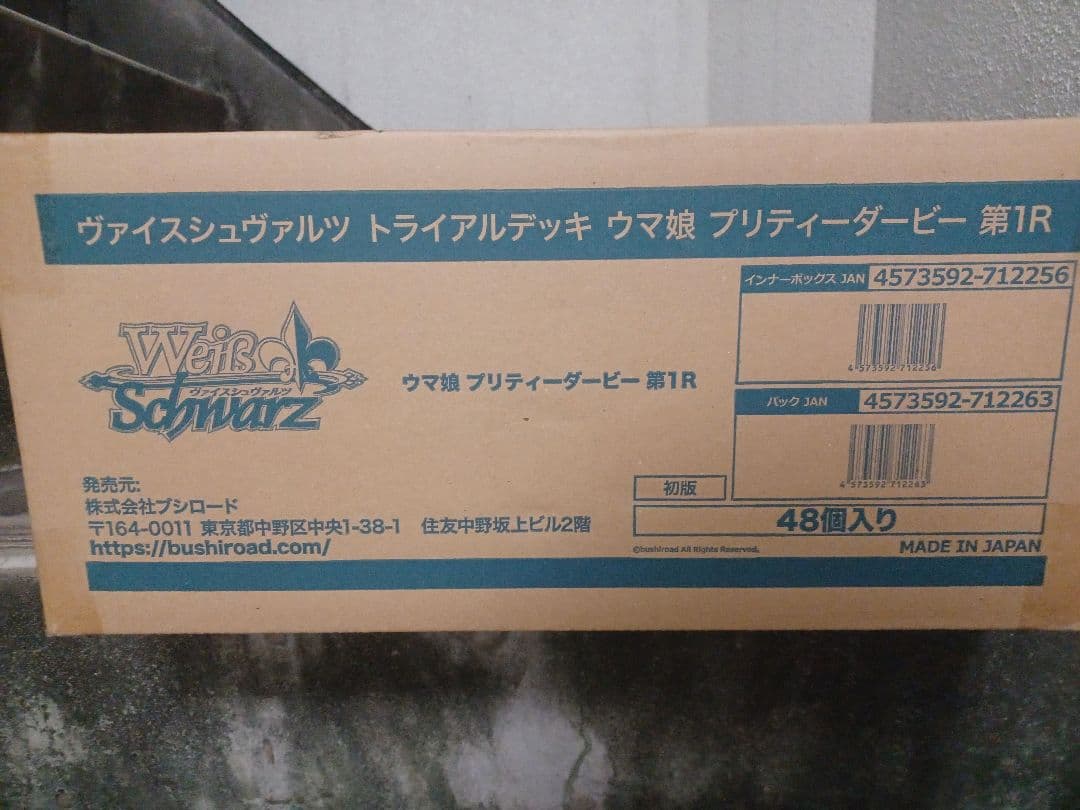 ヴァイスシュヴァルツ トライアルデッキ ウマ娘 プリティーダービー 第1R
インナーボックス JAN 4573592-712256
4 573592 712256
Weiß
ヴァイスシュヴァルツ
Schwarz
ウマ娘 プリティーダービー 第1R
パック JAN 4573592-712263
4 573592 712263
発売元:
株式会社ブシロード
〒164-0011 東京都中野区中央1-38-1 住友中野坂上ビル2階
https://bushiroad.com/
初版
48個入り
©bushiroad All Rights Reserved.
MADE IN JAPAN